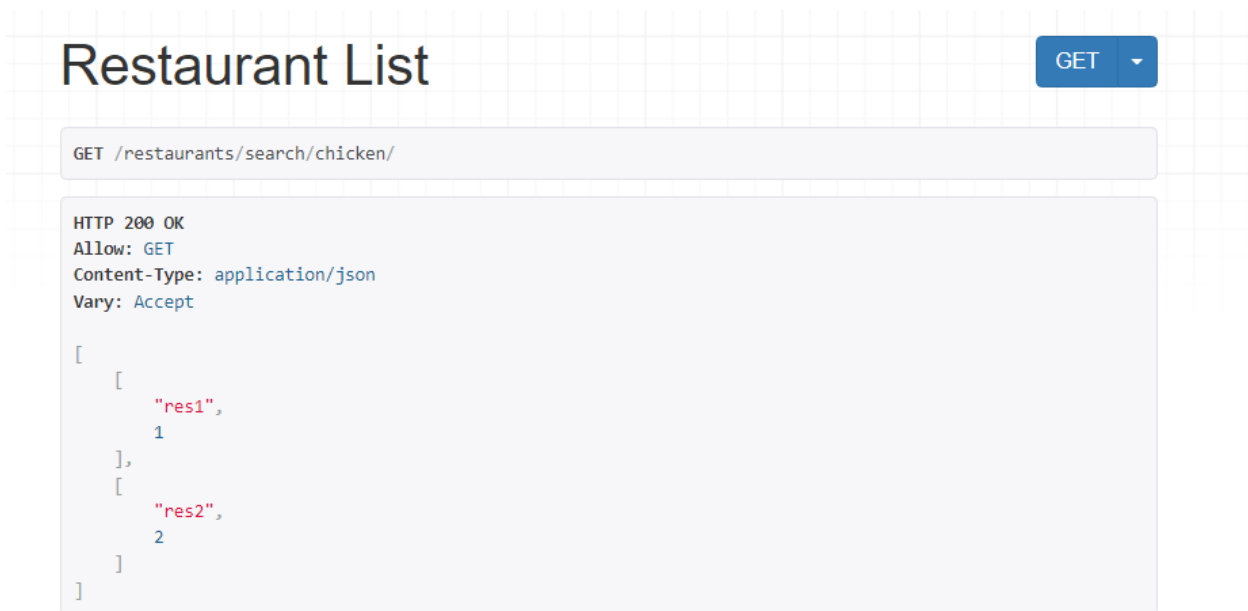 Restaurant List
GET
GET /restaurants/search/chicken/
HTTP 200 OK
Allow: GET
Content-Type: application/json
Vary: Accept
[
    [
        "res1",
        1
    ],
    [
        "res2",
        2
    ]
]